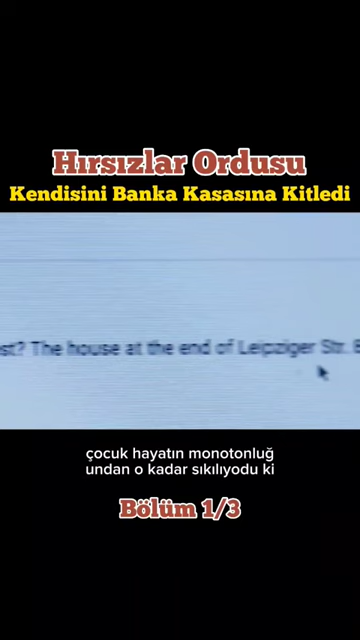 Hırsızlar Ordusu
Kendisini Banka Kasasına Kitledi
The house at the end of Leipziger Str.
çocuk hayatın monotonluğ
undan o kadar sıkılıyodu ki
Bölüm 1/3